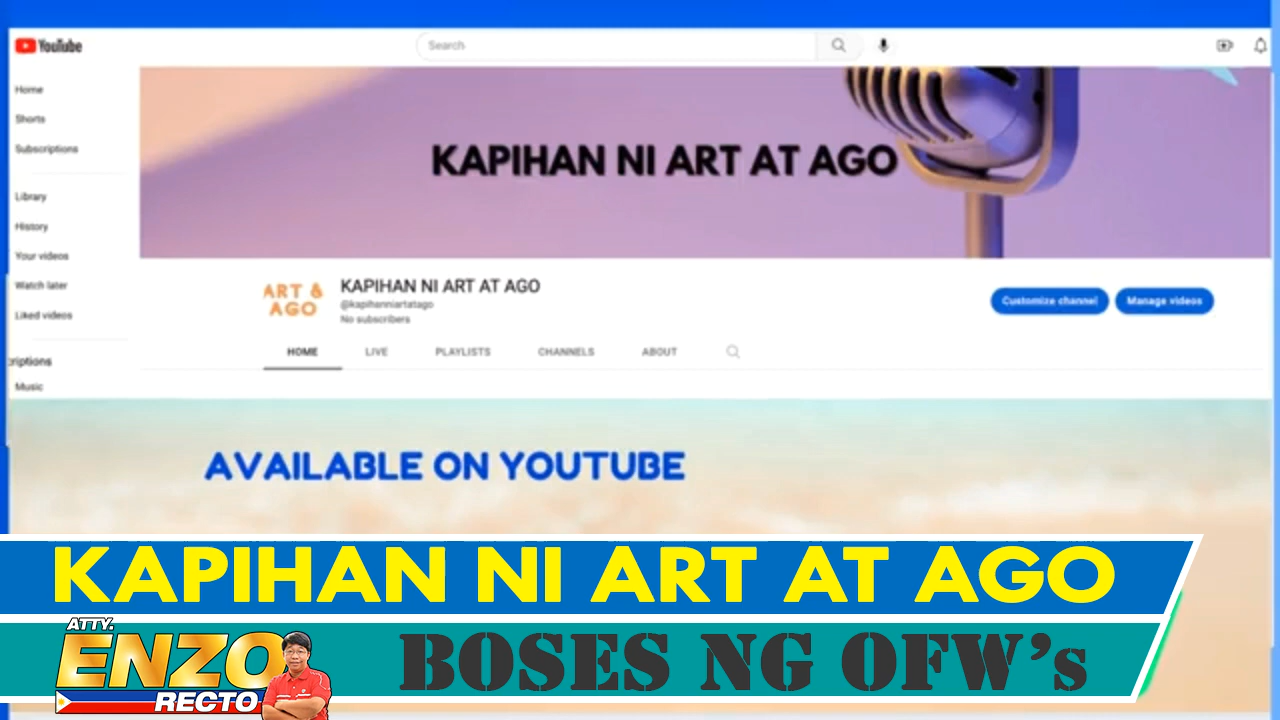 YouTube
Search
Home
Shorts
Subscriptions
Library
History
Your videos
Watch later
Liked videos
criptions
Music
KAPIHAN NI ART AT AGO
ART &
AGO
KAPIHAN NI ART AT AGO
@kapihanniartatago
No subscribers
Customize channel
Manage videos
HOME LIVE PLAYLISTS CHANNELS ABOUT
AVAILABLE ON YOUTUBE
KAPIHAN NI ART AT AGO
ATTY.
ENZO
RECTO
BOSES NG OFW's